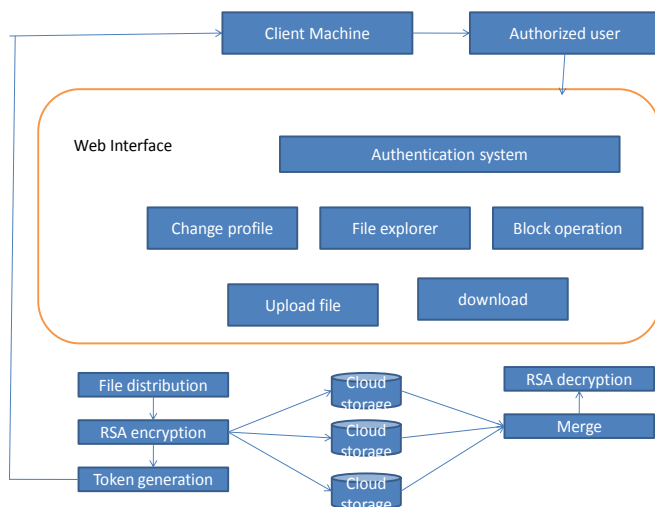 Client Machine
Authorized user
Web Interface
Authentication system
Change profile
File explorer
Block operation
Upload file
download
File distribution
Cloud
storage
RSA decryption
RSA encryption
Cloud
storage
Merge
Token generation
Cloud
storage